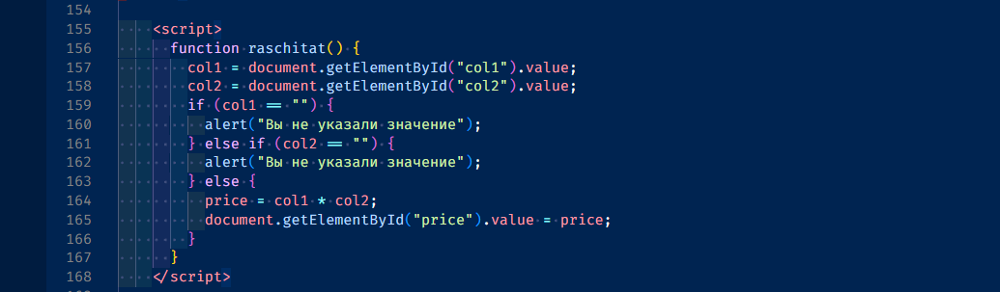 154
155 <script>
156 function raschitat() {
157 col1 = document.getElementById("col1").value;
158 col2 = document.getElementById("col2").value;
159 if (col1 == "") {
160 alert("Вы не указали значение");
161 } else if (col2 == "") {
162 alert("Вы не указали значение");
163 } else {
164 price = col1 * col2;
165 document.getElementById("price").value = price;
166 }
167 }
168 </script>